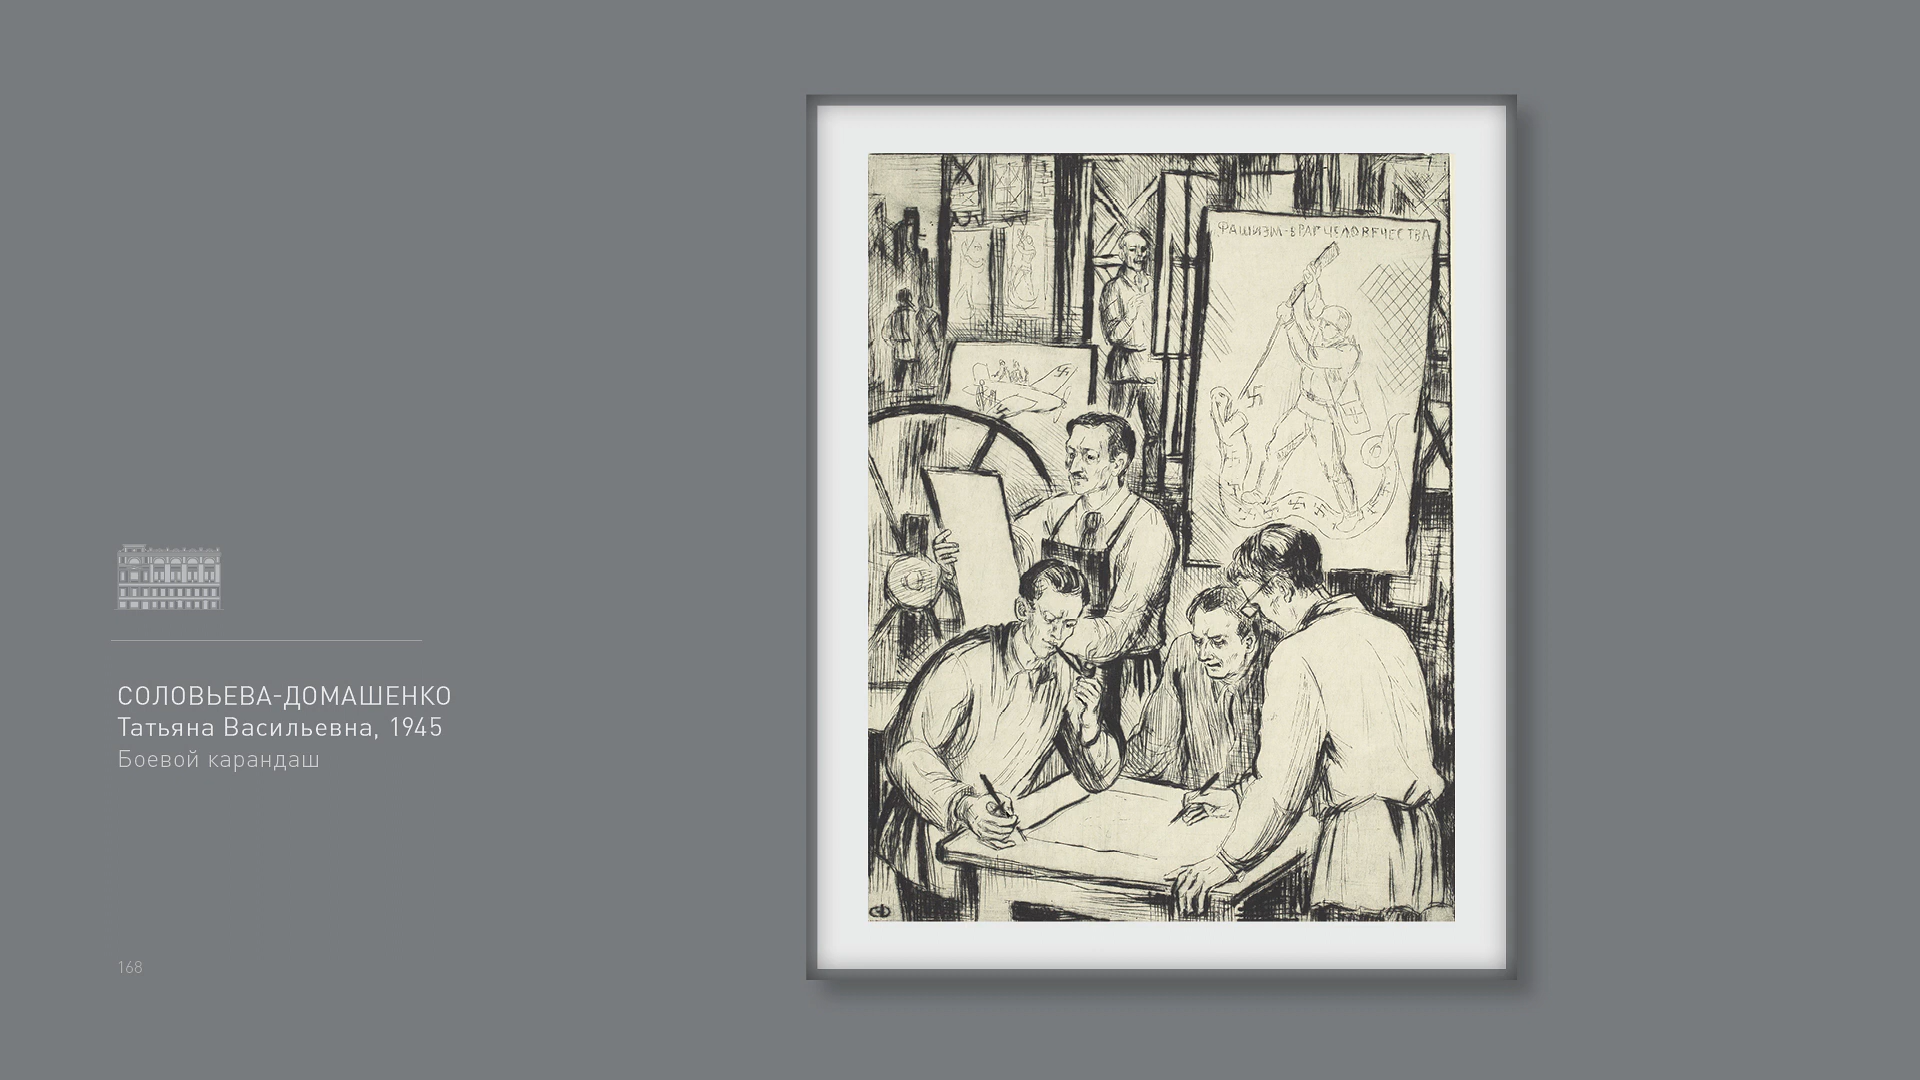 ФАШИЗМ-ВРАГ ЧЕЛОВЕЧЕСТВА
СОЛОВЬЕВА-ДОМАШЕНКО
Татьяна Васильевна, 1945
Боевой карандаш
168